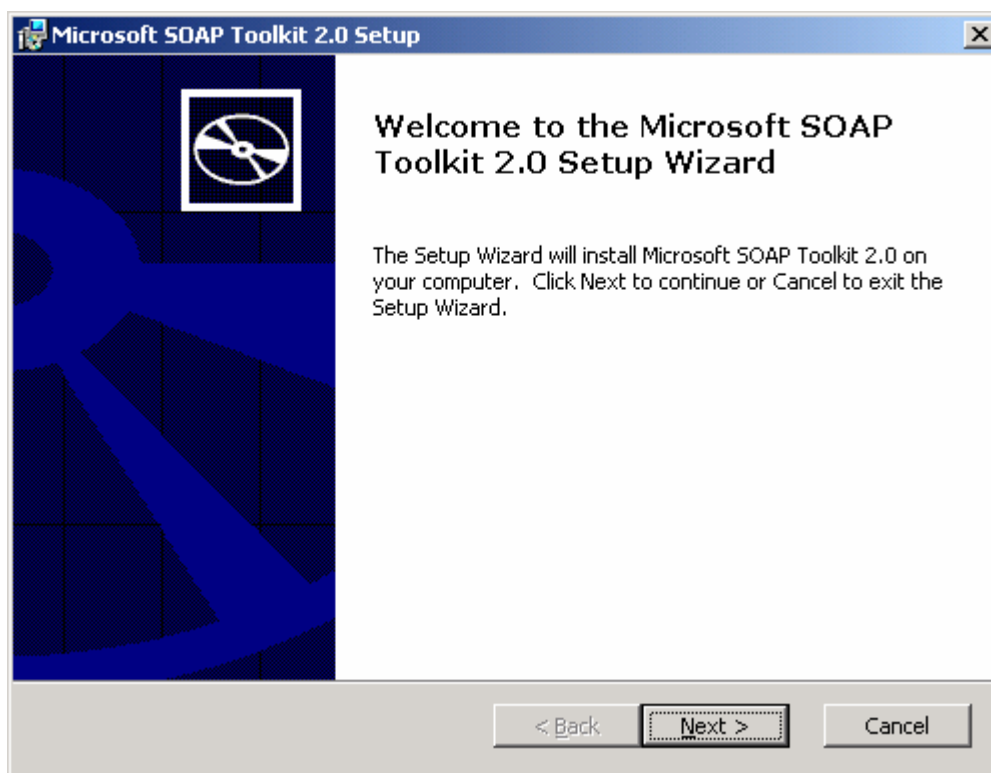 Microsoft SOAP Toolkit 2.0 Setup
Welcome to the Microsoft SOAP
Toolkit 2.0 Setup Wizard
The Setup Wizard will install Microsoft SOAP Toolkit 2.0 on
your computer.  Click Next to continue or Cancel to exit the
Setup Wizard.
< Back
Next >
Cancel